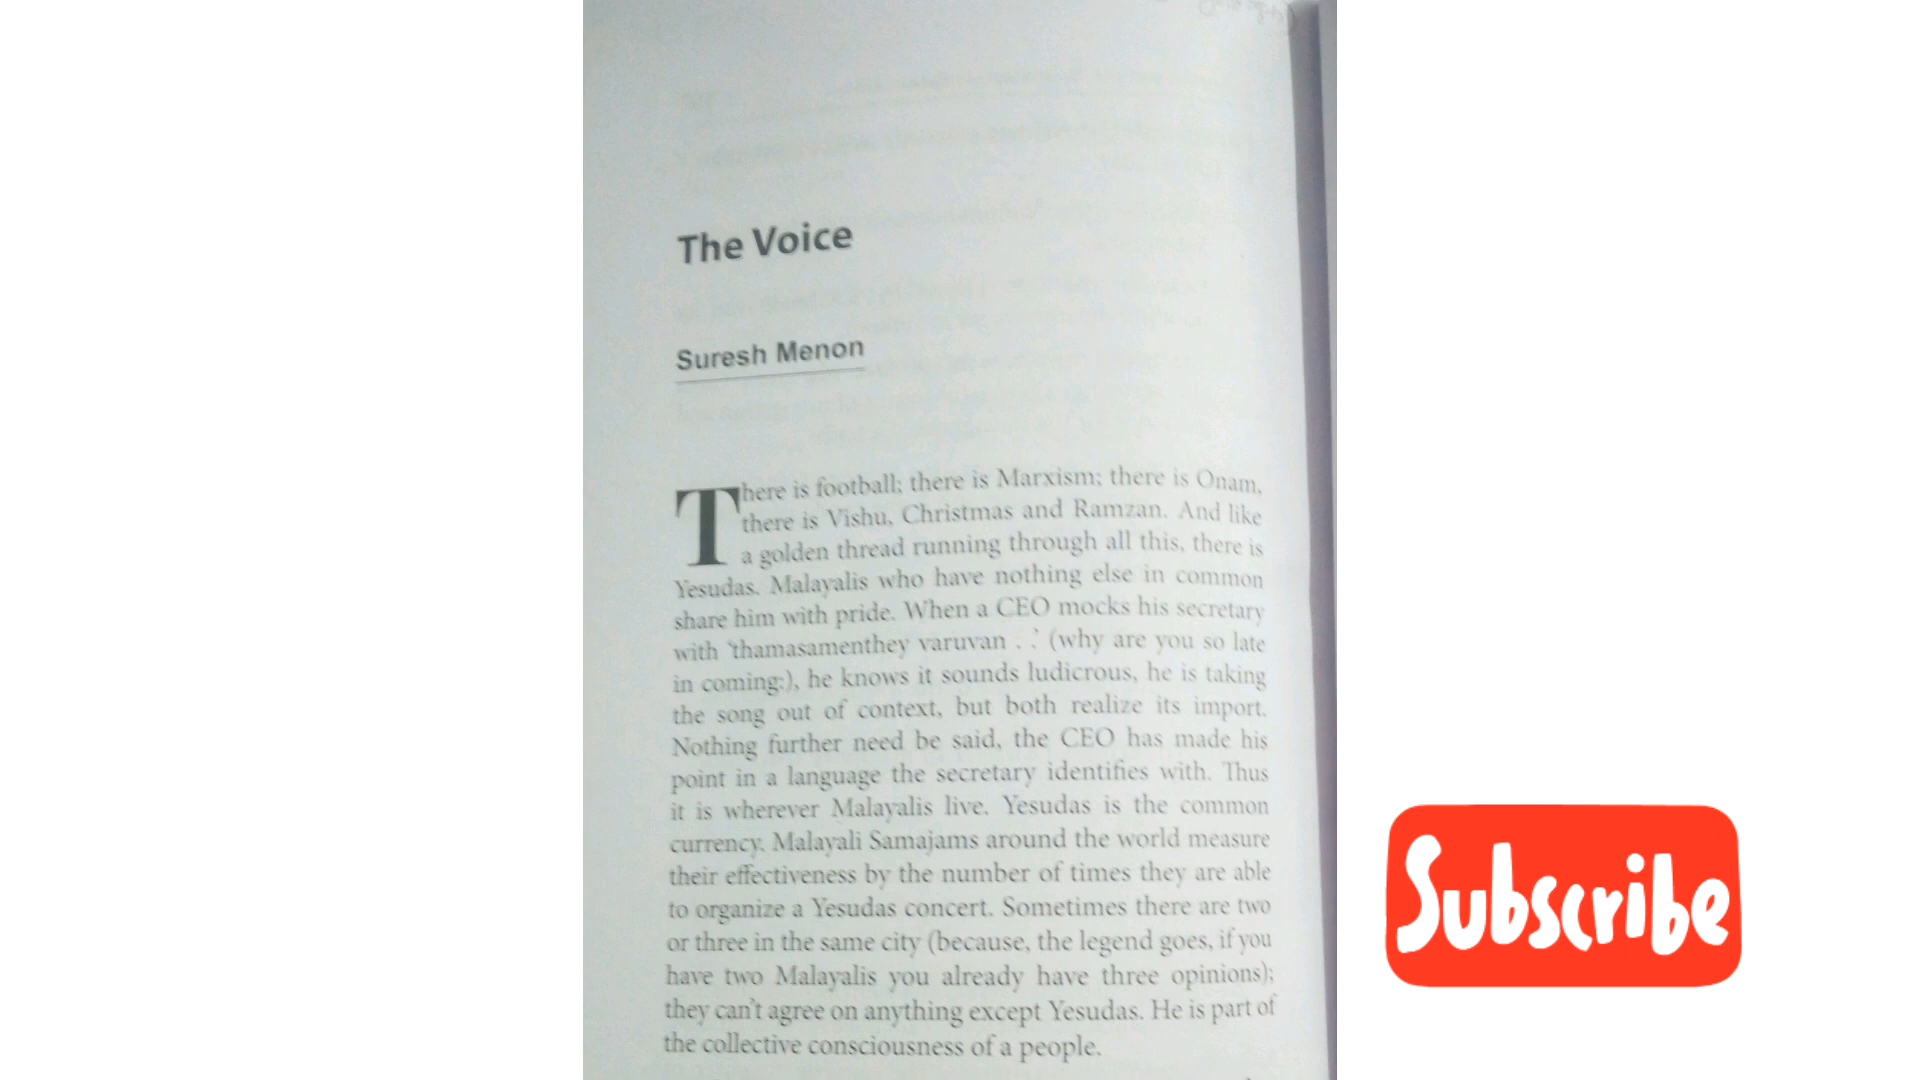 The Voice
Suresh Menon
There is football; there is Marxism; there is Onam,
there is Vishu, Christmas and Ramzan. And like
a golden thread running through all this, there is
Yesudas. Malayalis who have nothing else in common
share him with pride. When a CEO mocks his secretary
with 'thamasamenthey varuvan . .' (why are you so late
in coming:), he knows it sounds ludicrous, he is taking
the song out of context, but both realize its import.
Nothing further need be said, the CEO has made his
point in a language the secretary identifies with. Thus
it is wherever Malayalis live. Yesudas is the common
currency. Malayali Samajams around the world measure
their effectiveness by the number of times they are able
to organize a Yesudas concert. Sometimes there are two
or three in the same city (because, the legend goes, if you
have two Malayalis you already have three opinions);
they can't agree on anything except Yesudas. He is part of
the collective consciousness of a people.
Subscribe